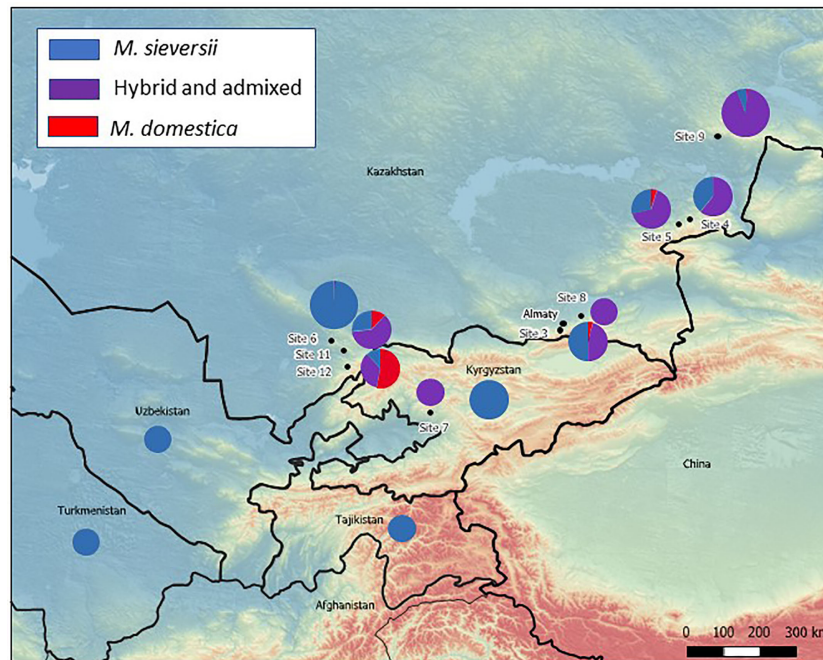 M. sieversii
Hybrid and admixed
M. domestica
Site 9
Kazakhstan
Site 4
Site 5
Site 8
Almaty
Site 3
Site 6
Site 11
Site 12
Kyrgyzstan
Uzbekistan
Site 7
China
Turkmenistan
Tajikistan
Afghanistan
0 100 200 300 km